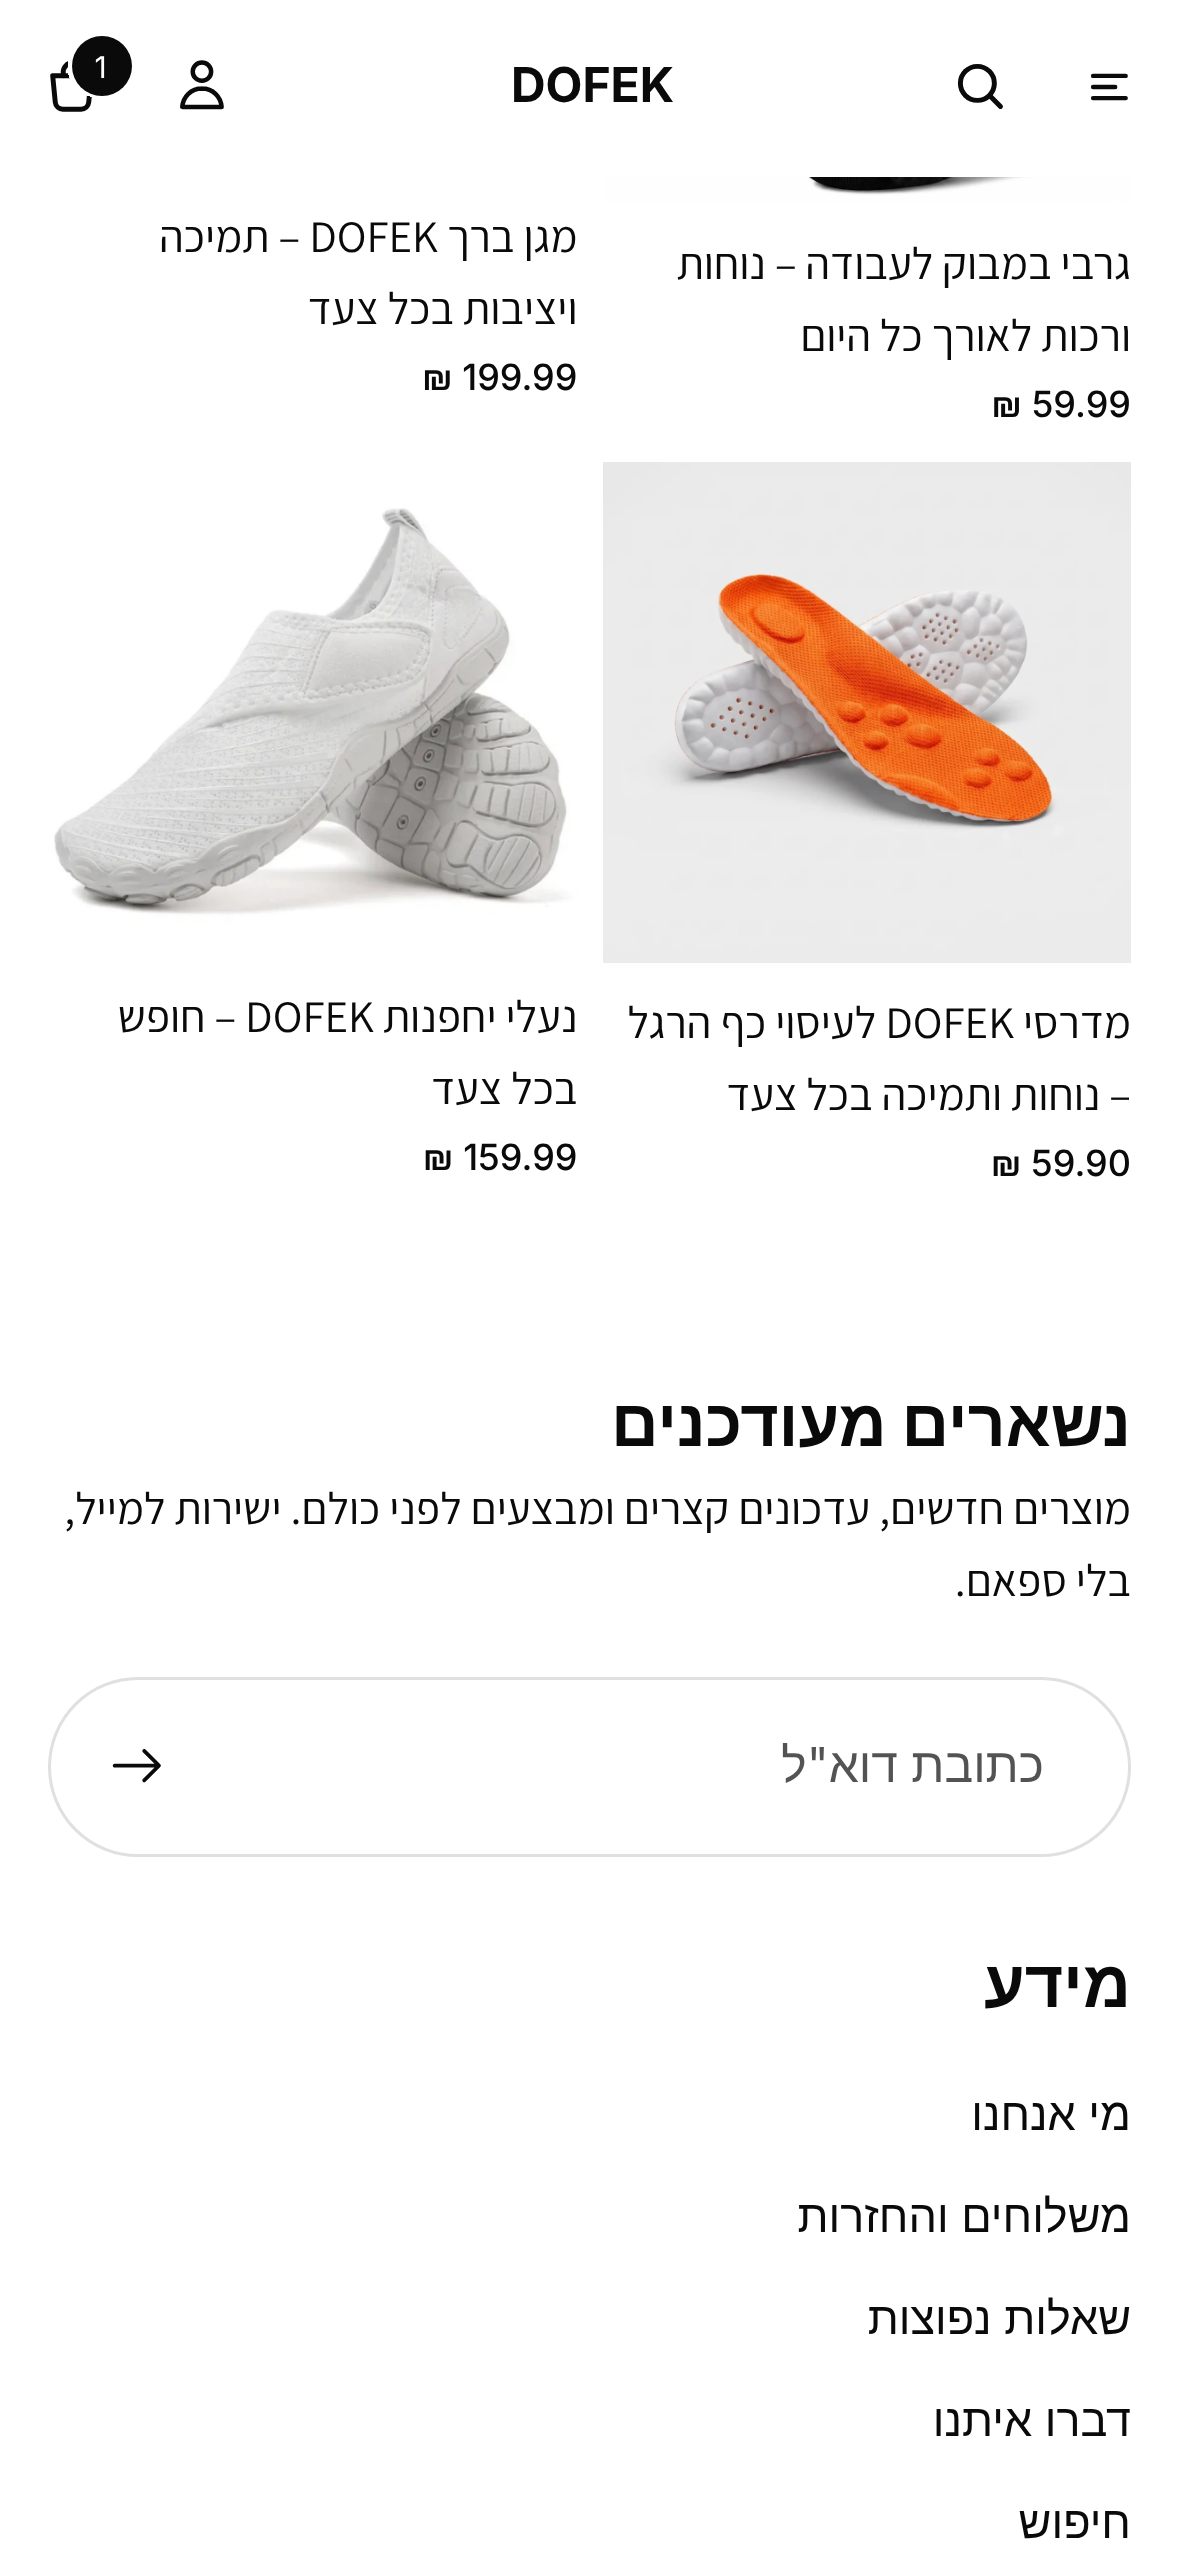 1
DOFEK
גרבי במבוק לעבודה – נוחות
ורכות לאורך כל היום
59.99 ₪
מגן ברך DOFEK – תמיכה
ויציבות בכל צעד
199.99 ₪
מדרסי DOFEK לעיסוי כף הרגל
– נוחות ותמיכה בכל צעד
59.90 ₪
נעלי יחפנות DOFEK – חופש
בכל צעד
159.99 ₪
נשארים מעודכנים
מוצרים חדשים, עדכונים קצרים ומבצעים לפני כולם. ישירות למייל,
בלי ספאם.
כתובת דוא"ל
מידע
מי אנחנו
משלוחים והחזרות
שאלות נפוצות
דברו איתנו
חיפוש